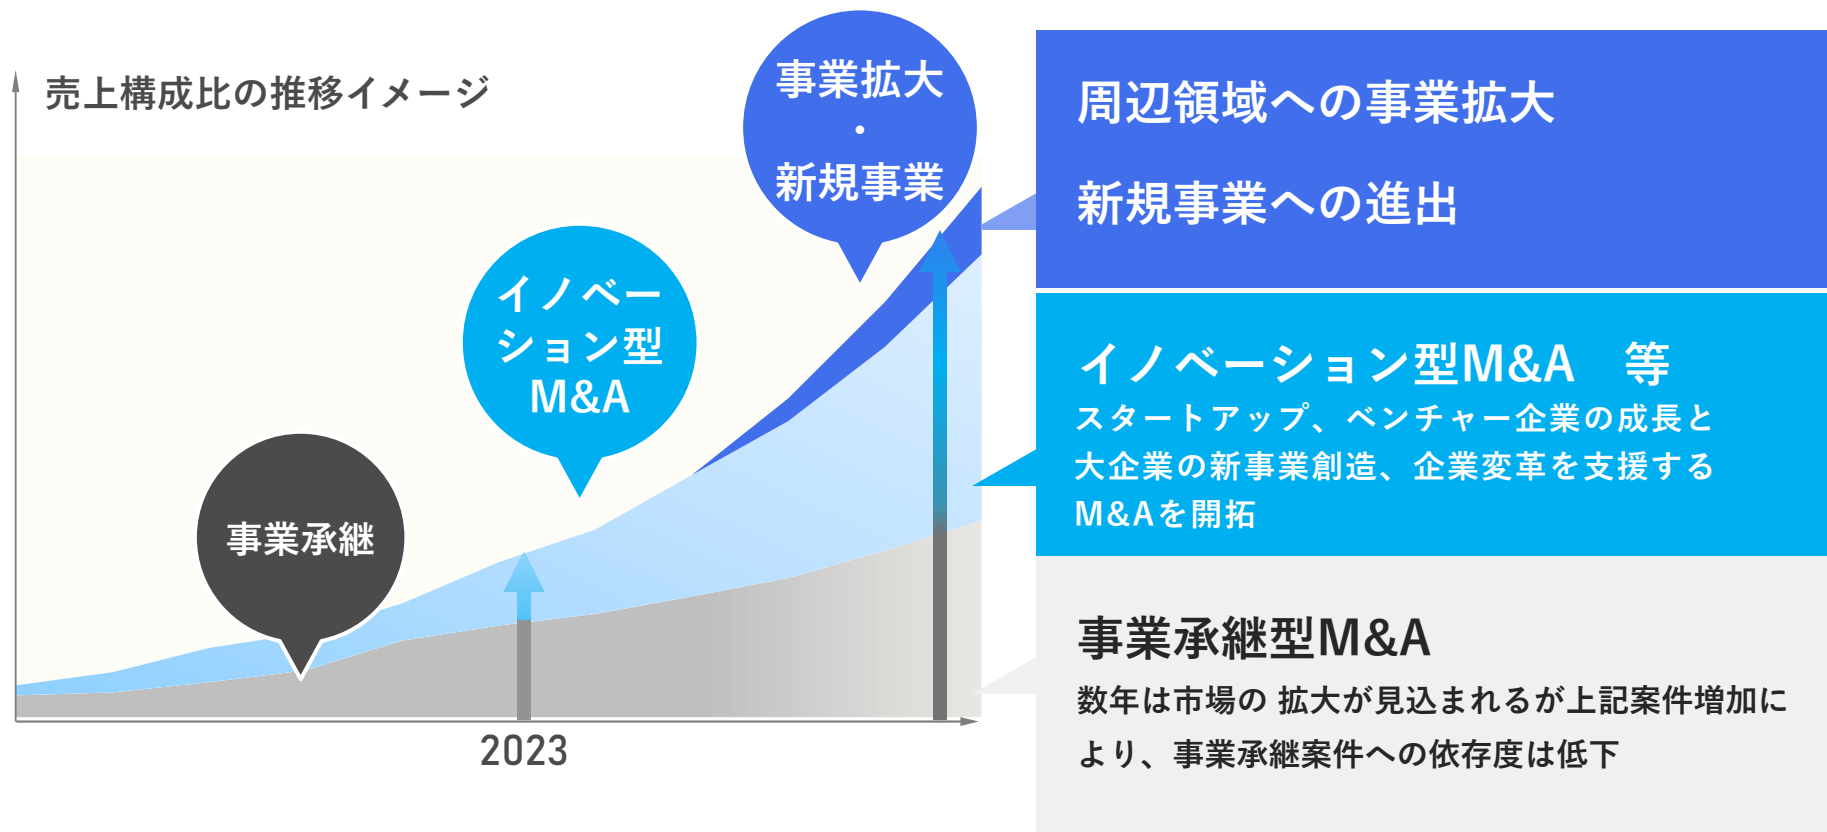 売上構成比の推移イメージ
事業拡大
・
新規事業
イノベー
ション型
M&A
事業承継
2023
周辺領域への事業拡大
新規事業への進出
イノベーション型M&A　等
スタートアップ、ベンチャー企業の成長と
大企業の新事業創造、企業変革を支援する
M&Aを開拓
事業承継型M&A
数年は市場の 拡大が見込まれるが上記案件増加に
より、事業承継案件への依存度は低下